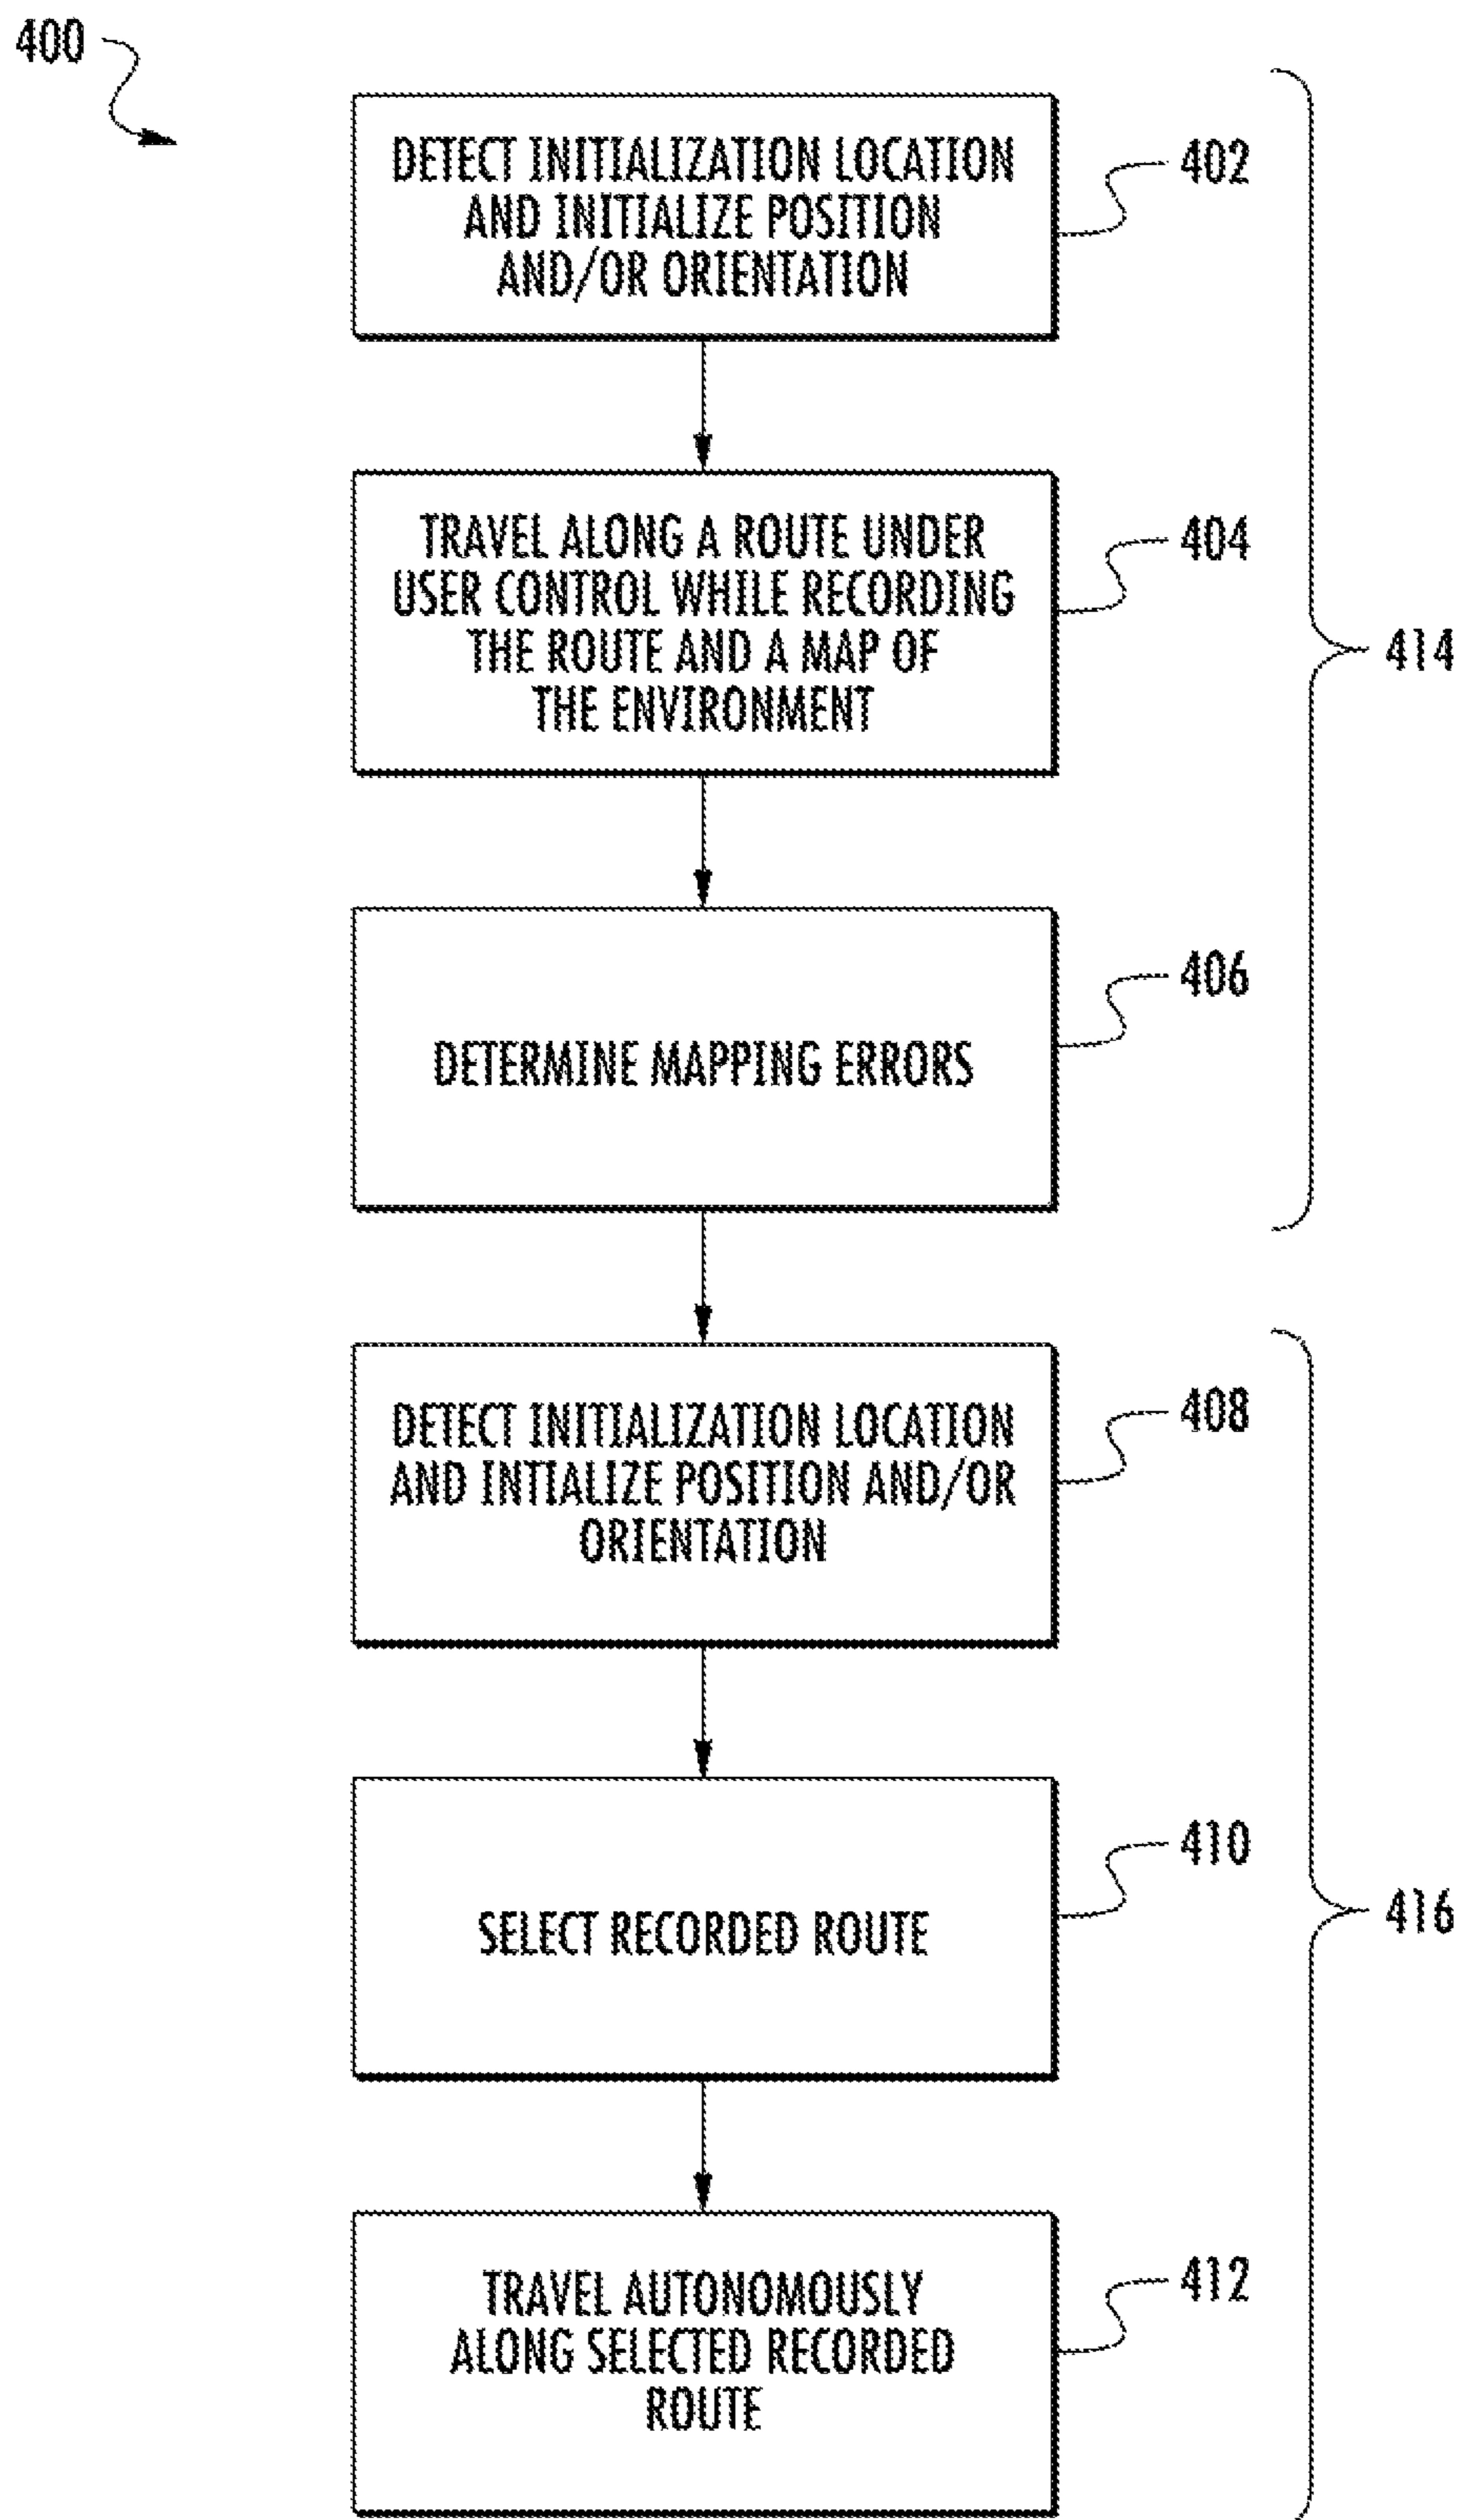 400
DETECT INITIALIZATION LOCATION
AND INITIALIZE POSITION
AND/OR ORIENTATION
402
TRAVEL ALONG A ROUTE UNDER
USER CONTROL WHILE RECORDING
THE ROUTE AND A MAP OF
THE ENVIRONMENT
404
414
DETERMINE MAPPING ERRORS
406
DETECT INITIALIZATION LOCATION
AND INTIALIZE POSITION AND/OR
ORIENTATION
408
SELECT RECORDED ROUTE
410
416
TRAVEL AUTONOMOUSLY
ALONG SELECTED RECORDED
ROUTE
412